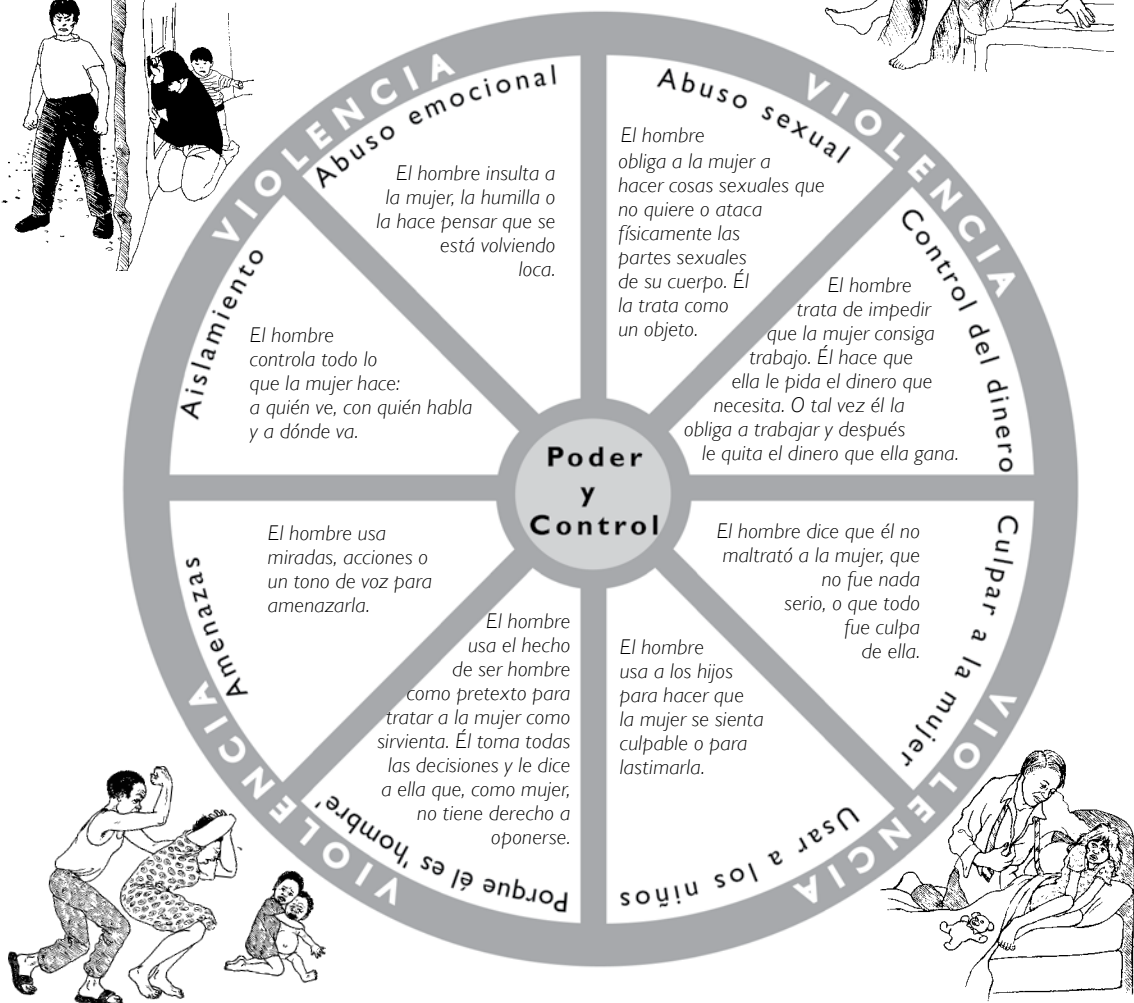 VIOLENCIA
Abuso emocional
El hombre insulta a
la mujer, la humilla o
la hace pensar que se
está volviendo
loca.
VIOLENCIA
Abuso sexual
El hombre
obliga a la mujer a
hacer cosas sexuales que
no quiere o ataca
físicamente las
partes sexuales
de su cuerpo. Él
la trata como
un objeto.
Control del dinero
El hombre
trata de impedir
que la mujer consiga
trabajo. Él hace que
ella le pida el dinero que
necesita. O tal vez él la
obliga a trabajar y después
le quita el dinero que ella gana.
Aislamiento
El hombre
controla todo lo
que la mujer hace:
a quién ve, con quién habla
y a dónde va.
Poder
y
Control
Culpar a la mujer
El hombre dice que él no
maltrató a la mujer, que
no fue nada
serio, o que todo
fue culpa
de ella.
VIOLENCIA
Usar a los niños
El hombre
usa a los hijos
para hacer que
la mujer se sienta
culpable o para
lastimarla.
Porque él es 'hombre'
El hombre
usa el hecho
de ser hombre
como pretexto para
tratar a la mujer como
sirvienta. Él toma todas
las decisiones y le dice
a ella que, como mujer,
no tiene derecho a
oponerse.
VIOLENCIA
Amenazas
El hombre usa
miradas, acciones o
un tono de voz para
amenazarla.